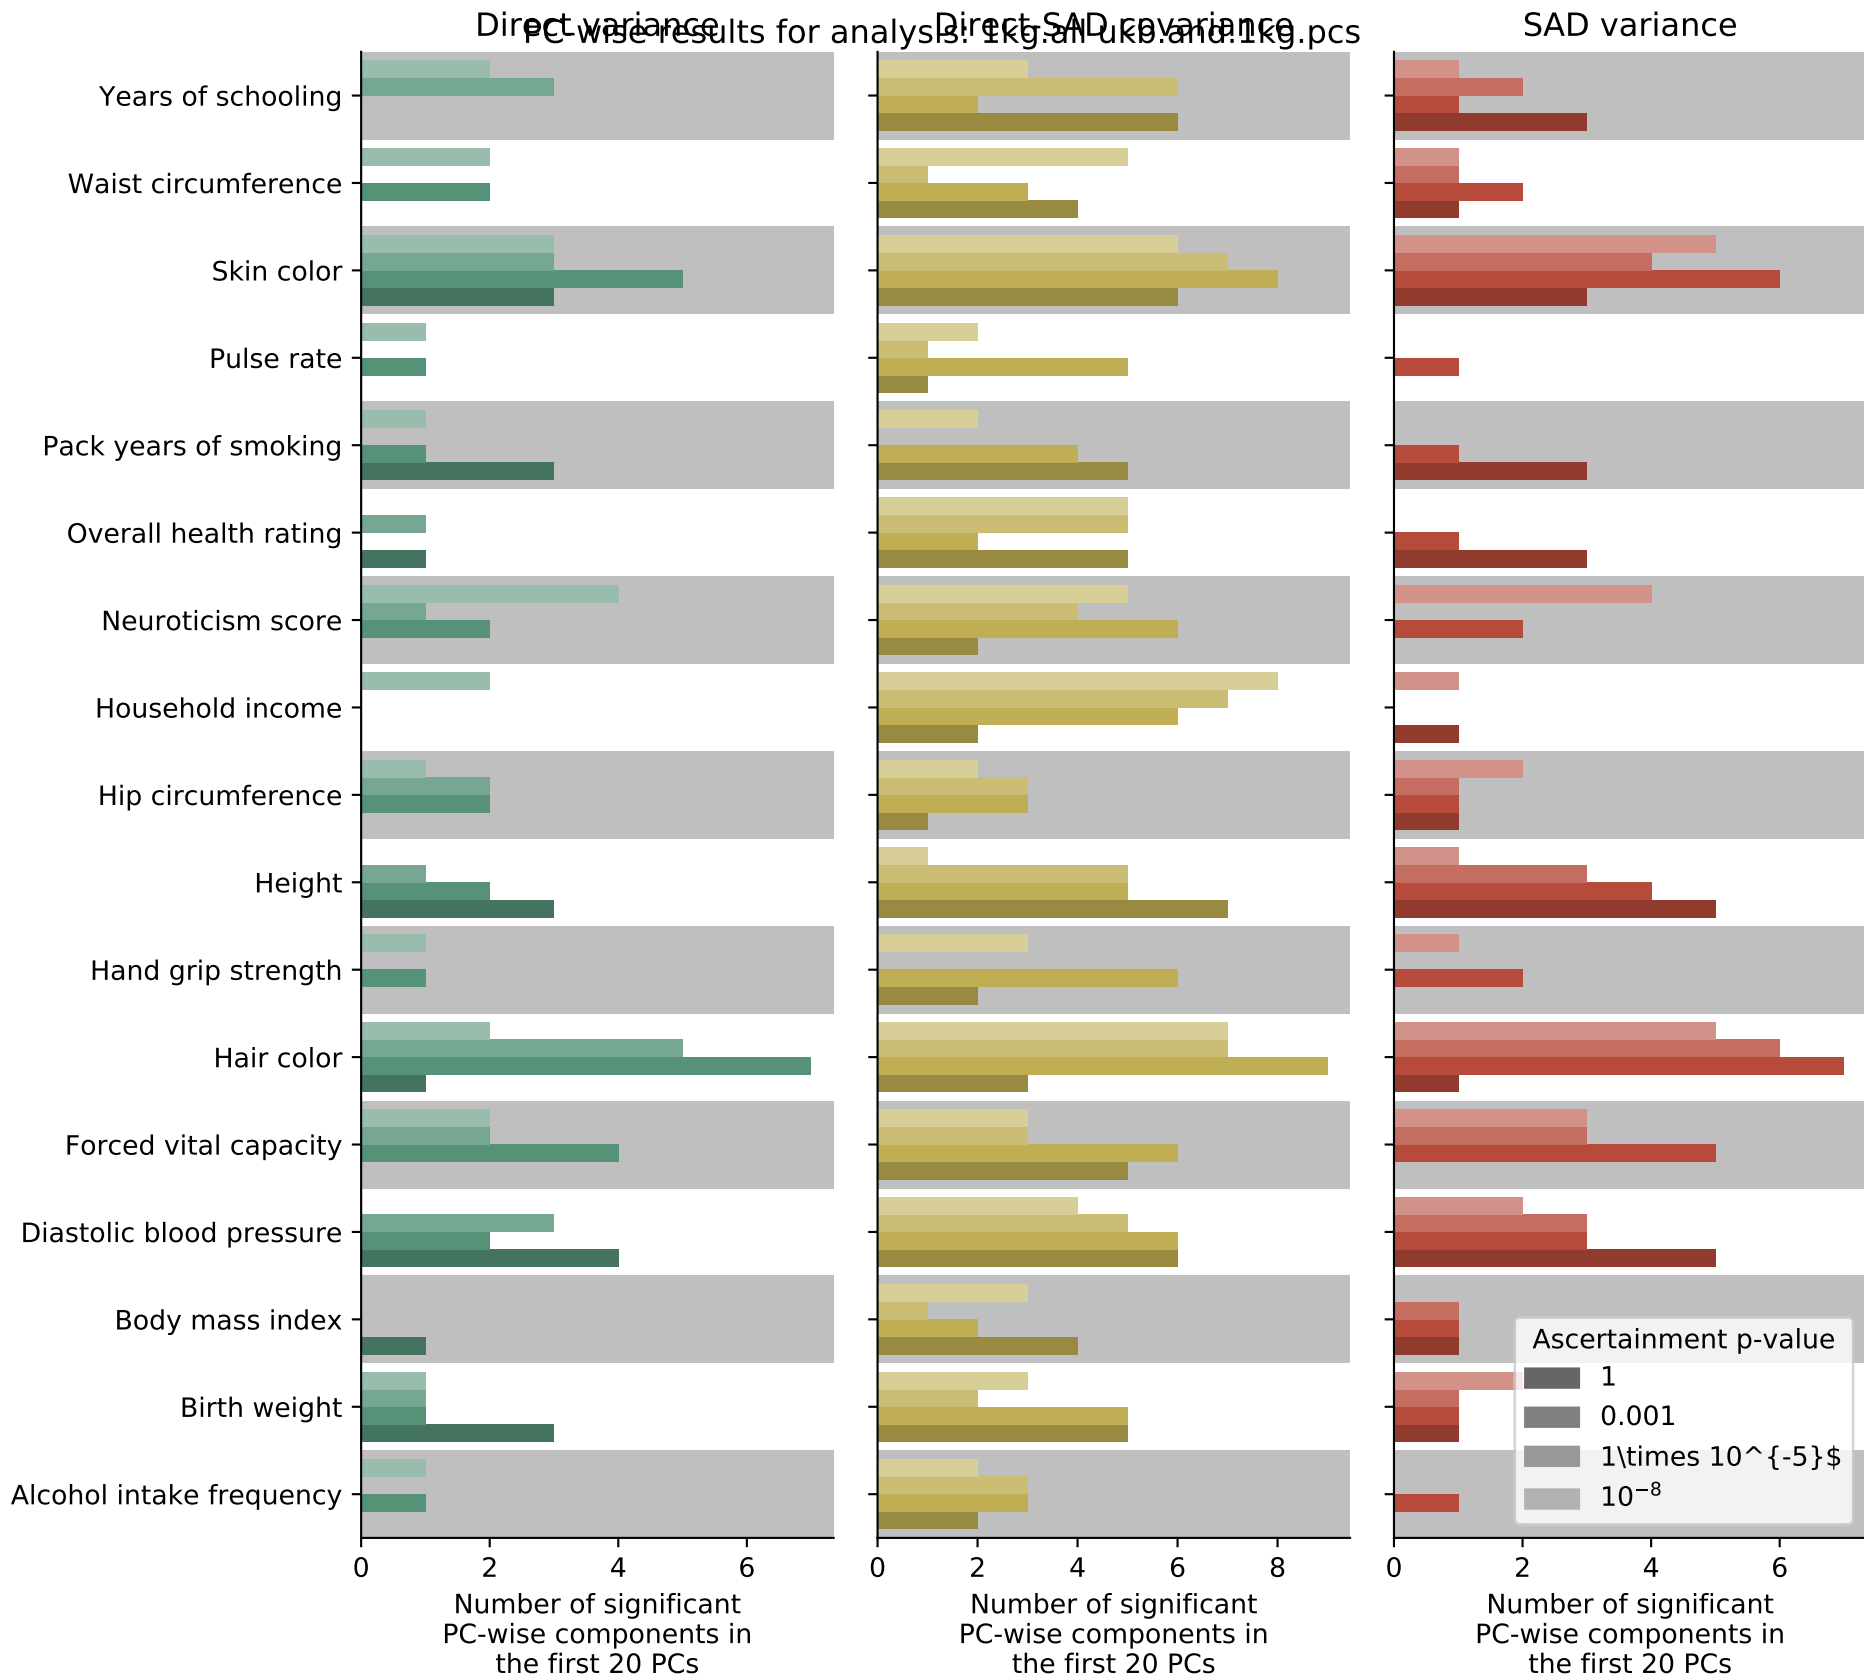 Direct variance
Direct-SAD covariance
SAD variance
PC-wise results for analysis: 1kg.all ukb.and.1kg.pcs
Years of schooling
Waist circumference
Skin color
Pulse rate
Pack years of smoking
Overall health rating
Neuroticism score
Household income
Hip circumference
Height
Hand grip strength
Hair color
Forced vital capacity
Diastolic blood pressure
Body mass index
Birth weight
Alcohol intake frequency
Ascertainment p-value
1
0.001
1\times 10^{-5}$
10⁻⁸
0 2 4 6
0 2 4 6 8
0 2 4 6
Number of significant
PC-wise components in
the first 20 PCs
Number of significant
PC-wise components in
the first 20 PCs
Number of significant
PC-wise components in
the first 20 PCs